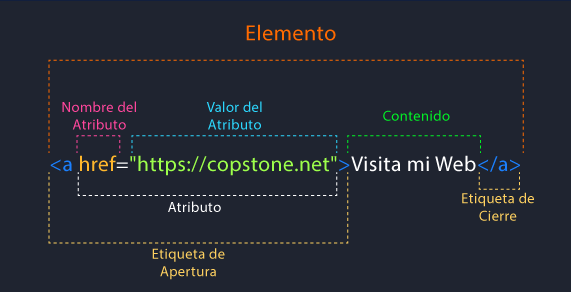 Elemento
Nombre del
Atributo
Valor del
Atributo
Contenido
<a href="https://copstone.net">Visita mi Web</a>
Atributo
Etiqueta de
Cierre
Etiqueta de
Apertura